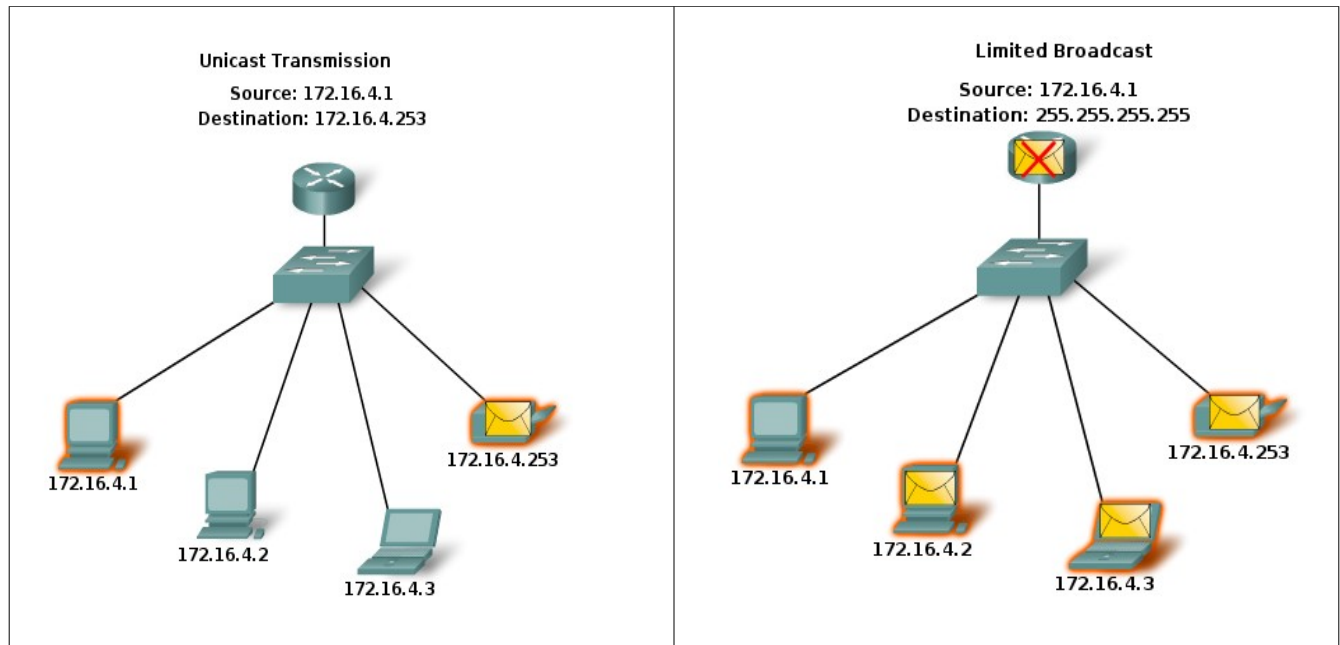 Unicast Transmission
Source: 172.16.4.1
Destination: 172.16.4.253
172.16.4.1
172.16.4.253
172.16.4.2
172.16.4.3
Limited Broadcast
Source: 172.16.4.1
Destination: 255.255.255.255
172.16.4.1
172.16.4.253
172.16.4.2
172.16.4.3